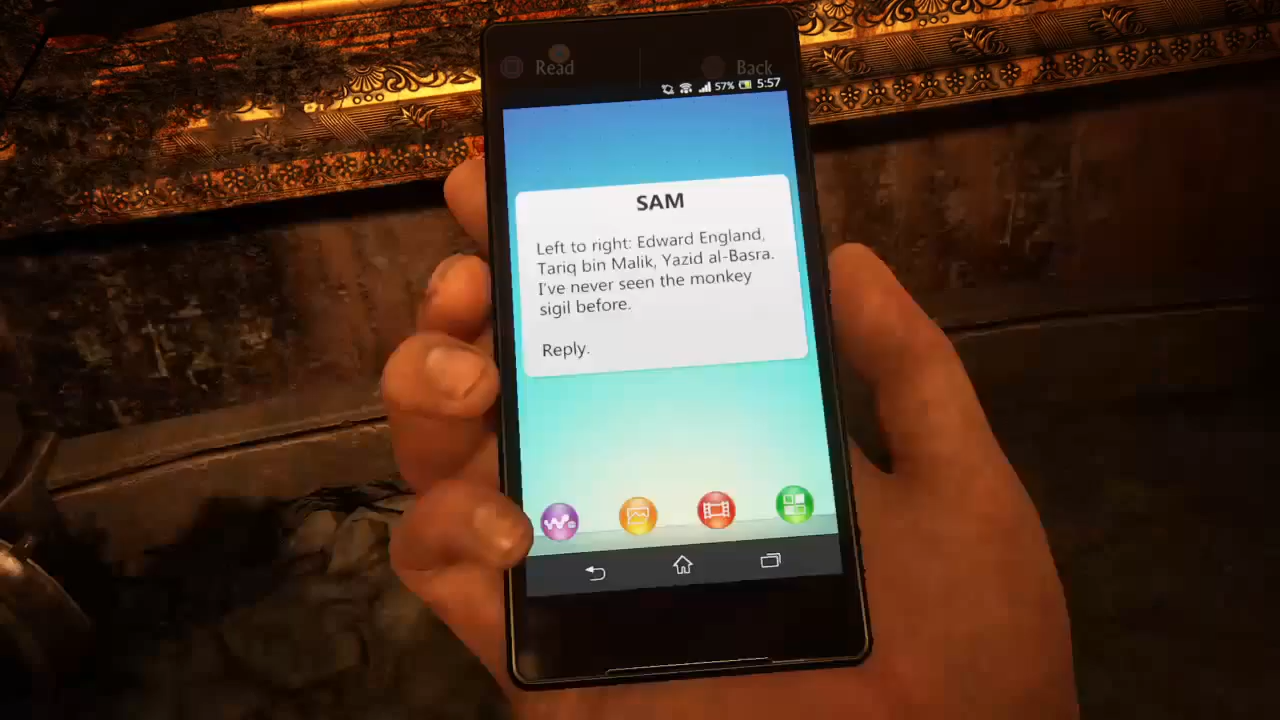 Read Back
57% 5:57
SAM
Left to right: Edward England,
Tariq bin Malik, Yazid al-Basra.
I've never seen the monkey
sigil before.
Reply.